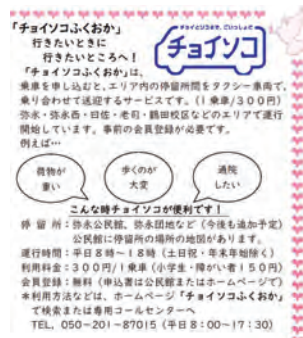 「チョイソコふくおか」
行きたいときに
行きたいところへ！
チョイとソコまで、ごいっしょに
チョイソコ
「チョイソコふくおか」は、
乗車を申し込むと、エリア内の停留所間をタクシー車両で、
乗り合わせて送迎するサービスです。(1乗車/300円)
弥永・弥永西・日佐・老司・鶴田校区などのエリアで運行
開始しています。事前の会員登録が必要です。
例えば…
荷物が
重い
歩くのが
大変
通院
したい
こんな時チョイソコが便利です！
停留所：弥永公民館、弥永団地など(今後も追加予定)
公民館に停留所の場所の地図があります。
運行時間：平日8時～18時(土日祝・年末年始除く)
利用料金：300円/1乗車(小学生・障がい者150円)
会員登録：無料(申込書は公民館またはホームページで)
＊利用方法などは、ホームページ「チョイソコふくおか」
で検索または専用コールセンターへ
TEL、050-201-87015(平日8:00～17:30)